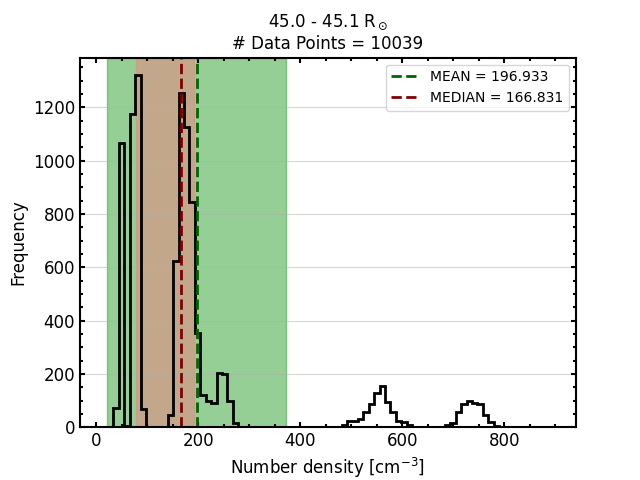 45.0 - 45.1 R⊙
# Data Points = 10039
MEAN = 196.933
MEDIAN = 166.831
Frequency
1200
1000
800
600
400
200
0
0 200 400 600 800
Number density [cm⁻³]